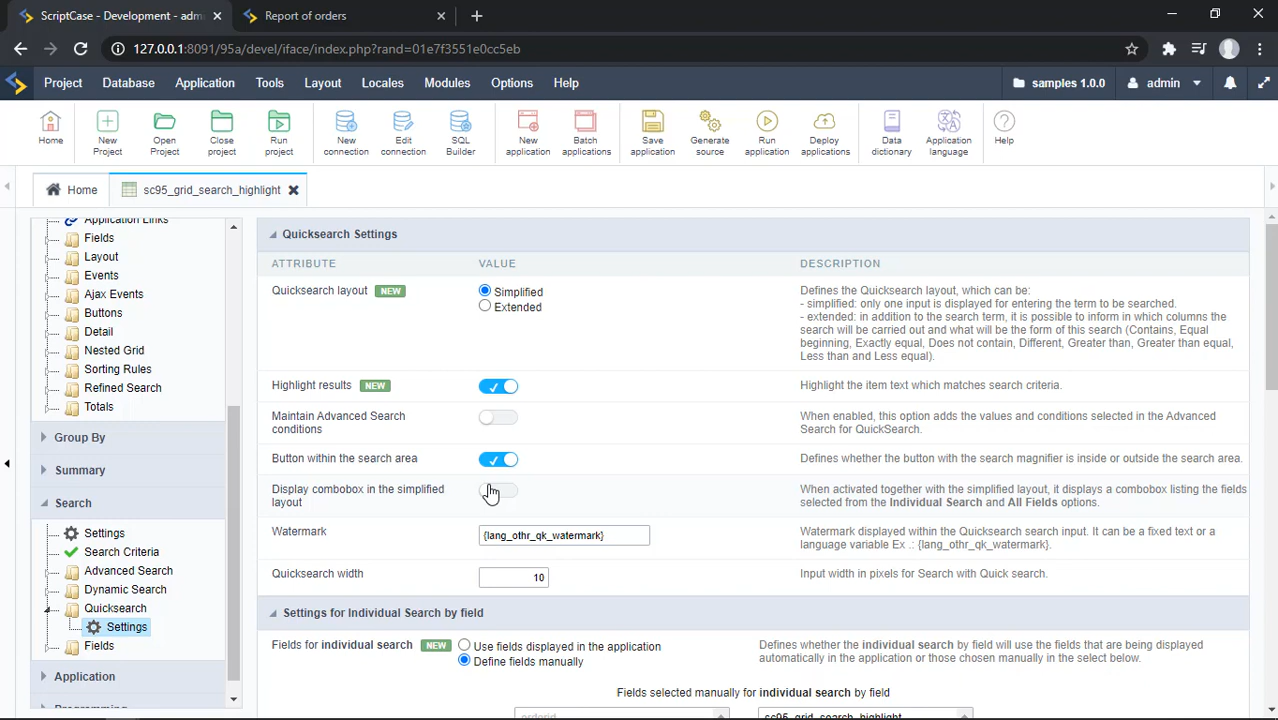 ScriptCase - Development - adm
Report of orders
127.0.0.1:8091/95a/devel/iface/index.php?rand=01e7f3551e0cc5eb
Project
Database
Application
Tools
Layout
Locales
Modules
Options
Help
samples 1.0.0
admin
Home
New
Project
Open
Project
Close
project
Run
project
New
connection
Edit
connection
SQL
Builder
New
application
Batch
applications
Save
application
Generate
source
Run
application
Deploy
applications
Data
dictionary
Application
language
Help
Home
sc95_grid_search_highlight
Application Links
Fields
Layout
Events
Ajax Events
Buttons
Detail
Nested Grid
Sorting Rules
Refined Search
Totals
Group By
Summary
Search
Settings
Search Criteria
Advanced Search
Dynamic Search
Quicksearch
Settings
Fields
Application
Programming
Quicksearch Settings
ATTRIBUTE
VALUE
DESCRIPTION
Quicksearch layout NEW
Simplified
Extended
Defines the Quicksearch layout, which can be:
- simplified: only one input is displayed for entering the term to be searched.
- extended: in addition to the search term, it is possible to inform in which columns the
search will be carried out and what will be the form of this search (Contains, Equal
beginning, Exactly equal, Does not contain, Different, Greater than, Greater than equal,
Less than and Less equal).
Highlight results NEW
Highlight the item text which matches search criteria.
Maintain Advanced Search
conditions
When enabled, this option adds the values and conditions selected in the Advanced
Search for QuickSearch.
Button within the search area
Defines whether the button with the search magnifier is inside or outside the search area.
Display combobox in the simplified
layout
When activated together with the simplified layout, it displays a combobox listing the fields
selected from the Individual Search and All Fields options.
Watermark
{lang_othr_qk_watermark}
Watermark displayed within the Quicksearch search input. It can be a fixed text or a
language variable Ex .: {lang_othr_qk_watermark}.
Quicksearch width
10
Input width in pixels for Search with Quick search.
Settings for Individual Search by field
Fields for individual search NEW
Use fields displayed in the application
Define fields manually
Defines whether the individual search by field will use the fields that are being displayed
automatically in the application or those chosen manually in the select below.
Fields selected manually for individual search by field
orderid
sc95_grid_search_highlight